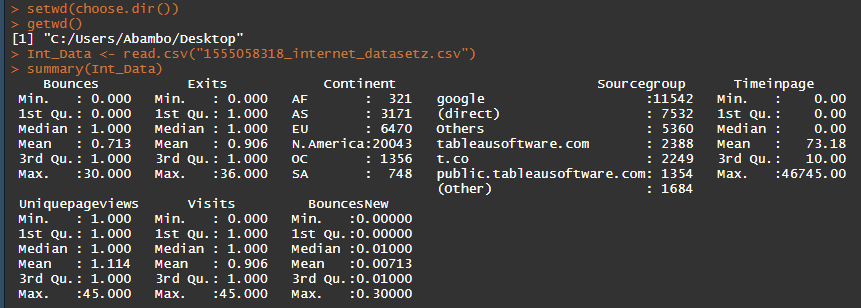 > setwd(choose.dir())
> getwd()
[1] "C:/Users/Abambo/Desktop"
> Int_Data <- read.csv("1555058318_internet_datasetz.csv")
> summary(Int_Data)
    Bounces           Exits            Continent                        Sourcegroup      Timeinpage
 Min.   : 0.000   Min.   : 0.000   AF       :  321   google                   :11542   Min.   :    0.00
 1st Qu.: 0.000   1st Qu.: 1.000   AS       : 3171   (direct)                 : 7532   1st Qu.:    0.00
 Median : 1.000   Median : 1.000   EU       : 6470   Others                   : 5360   Median :    0.00
 Mean   : 0.713   Mean   : 0.906   N.America:20043   tableausoftware.com      : 2388   Mean   :   73.18
 3rd Qu.: 1.000   3rd Qu.: 1.000   OC       : 1356   t.co                     : 2249   3rd Qu.:   10.00
 Max.   :30.000   Max.   :36.000   SA       :  748   public.tableausoftware.com: 1354   Max.   :46745.00
                                                     (Other)                  : 1684
 Uniquepageviews      Visits         BouncesNew
 Min.   : 1.000   Min.   : 0.000   Min.   :0.00000
 1st Qu.: 1.000   1st Qu.: 1.000   1st Qu.:0.00000
 Median : 1.000   Median : 1.000   Median :0.01000
 Mean   : 1.114   Mean   : 0.906   Mean   :0.00713
 3rd Qu.: 1.000   3rd Qu.: 1.000   3rd Qu.:0.01000
 Max.   :45.000   Max.   :45.000   Max.   :0.30000